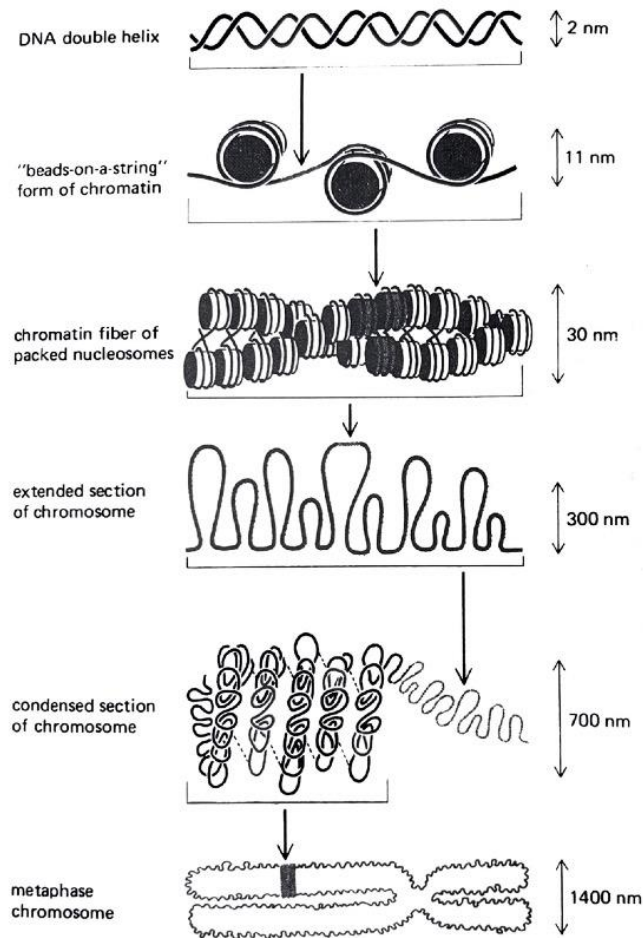 DNA double helix
2 nm
"beads-on-a-string"
form of chromatin
11 nm
chromatin fiber of
packed nucleosomes
30 nm
extended section
of chromosome
300 nm
condensed section
of chromosome
700 nm
metaphase
chromosome
1400 nm